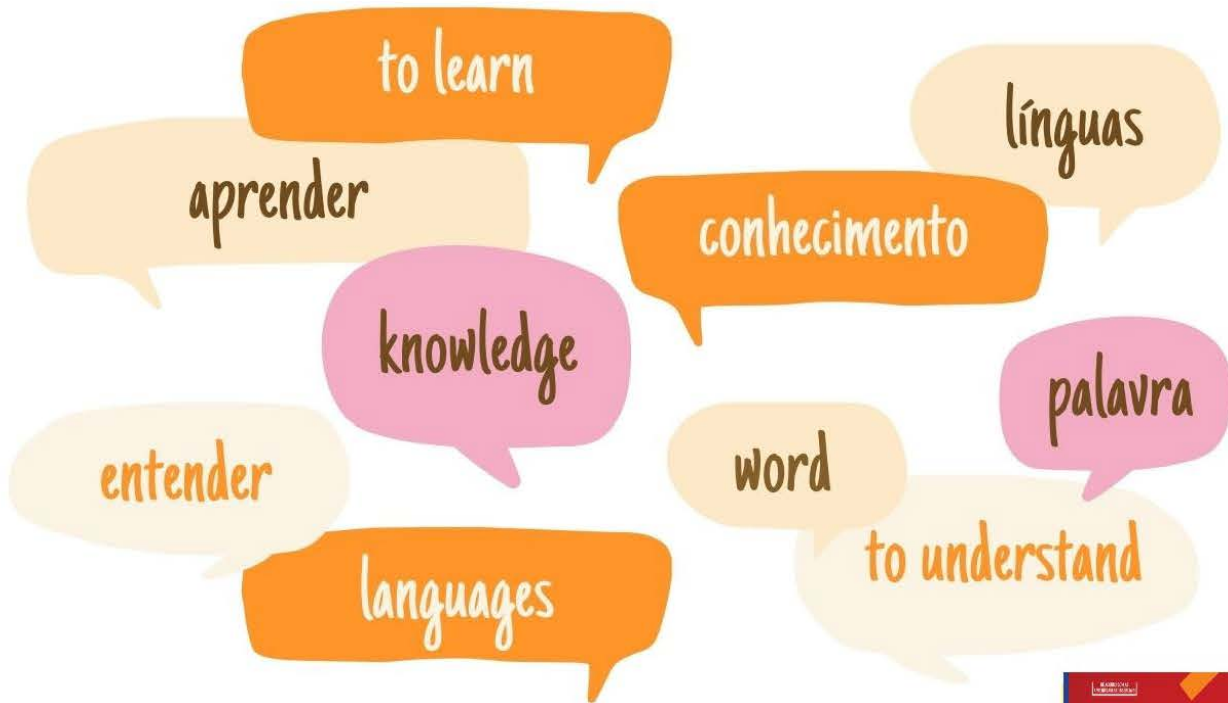 to learn
línguas
aprender
conhecimento
knowledge
palavra
word
entender
to understand
languages